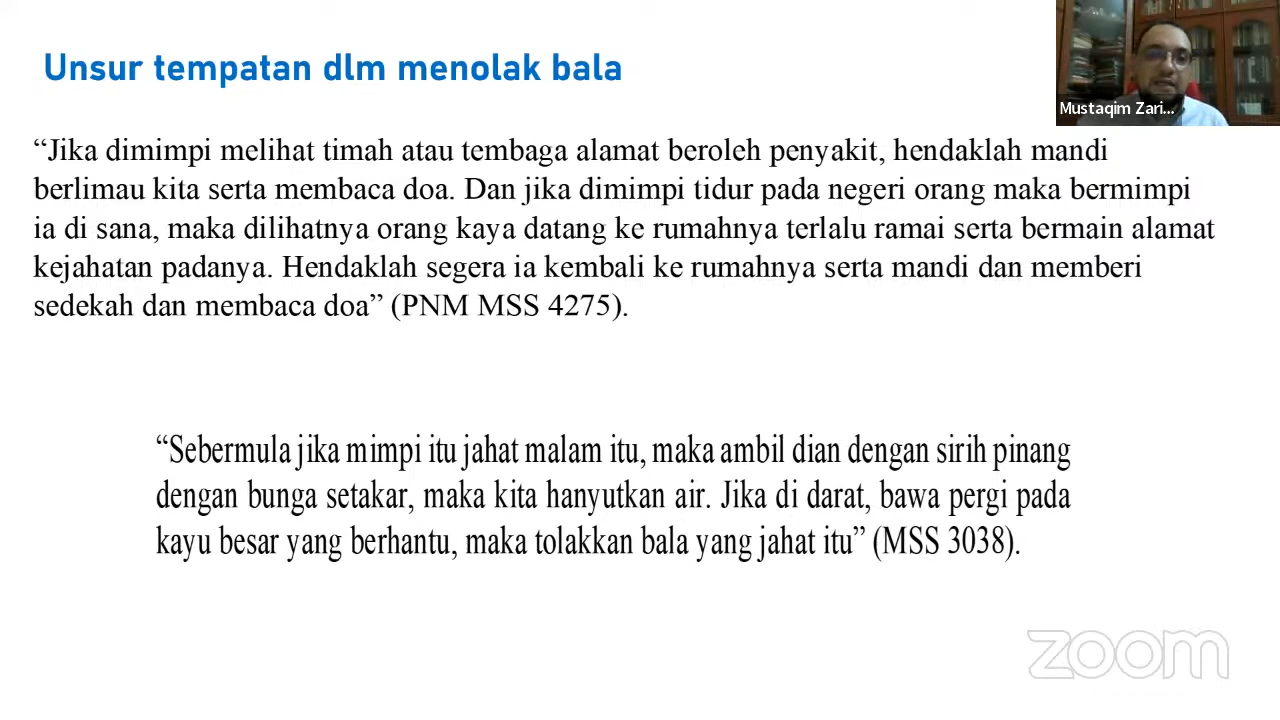 Unsur tempatan dlm menolak bala
Mustaqim Zari...
“Jika dimimpi melihat timah atau tembaga alamat beroleh penyakit, hendaklah mandi
berlimau kita serta membaca doa. Dan jika dimimpi tidur pada negeri orang maka bermimpi
ia di sana, maka dilihatnya orang kaya datang ke rumahnya terlalu ramai serta bermain alamat
kejahatan padanya. Hendaklah segera ia kembali ke rumahnya serta mandi dan memberi
sedekah dan membaca doa” (PNM MSS 4275).
“Sebermula jika mimpi itu jahat malam itu, maka ambil dian dengan sirih pinang
dengan bunga setakar, maka kita hanyutkan air. Jika di darat, bawa pergi pada
kayu besar yang berhantu, maka tolakkan bala yang jahat itu” (MSS 3038).
zoom